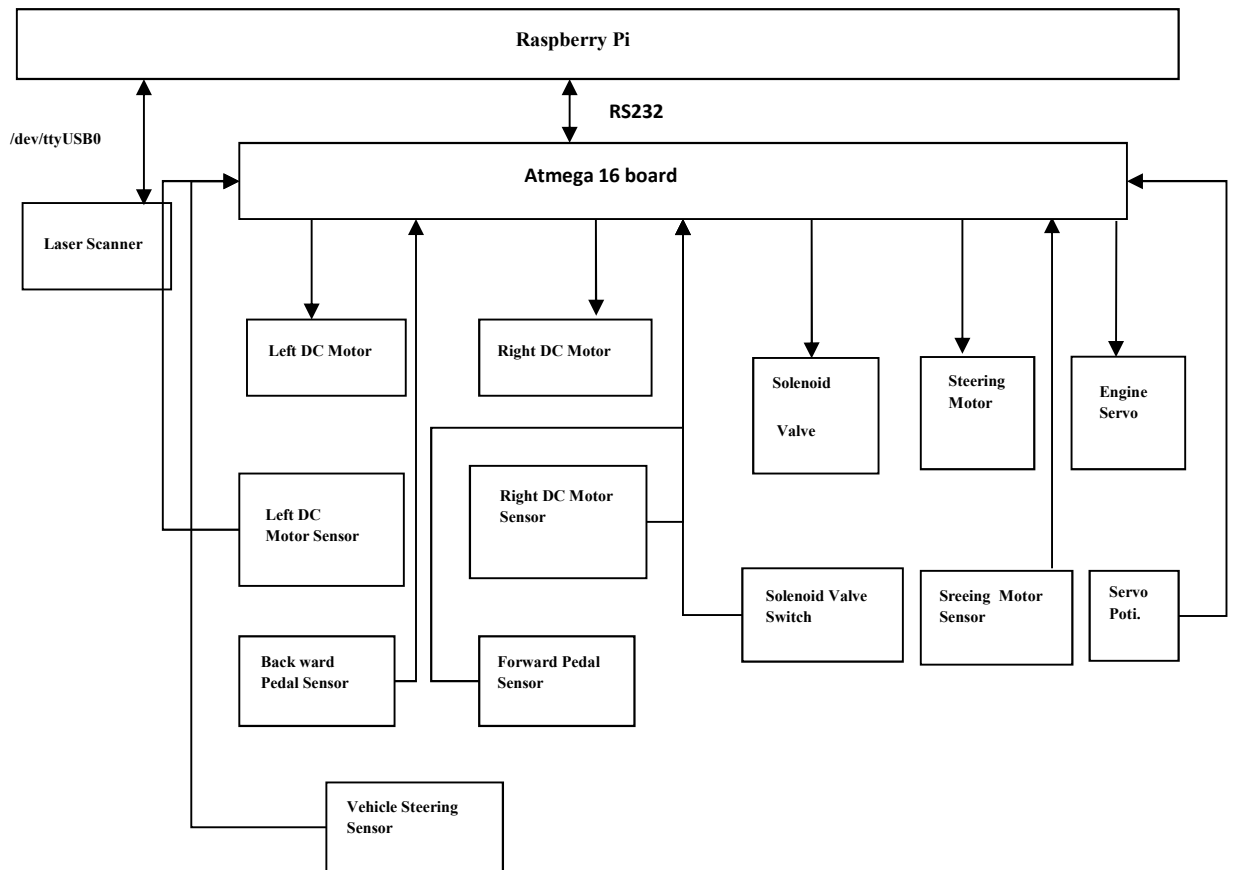 Raspberry Pi
RS232
/dev/ttyUSB0
Atmega 16 board
Laser Scanner
Left DC Motor
Right DC Motor
Solenoid
Valve
Steering
Motor
Engine
Servo
Left DC
Motor Sensor
Right DC Motor
Sensor
Solenoid Valve
Switch
Sreeing Motor
Sensor
Servo
Poti.
Back ward
Pedal Sensor
Forward Pedal
Sensor
Vehicle Steering
Sensor